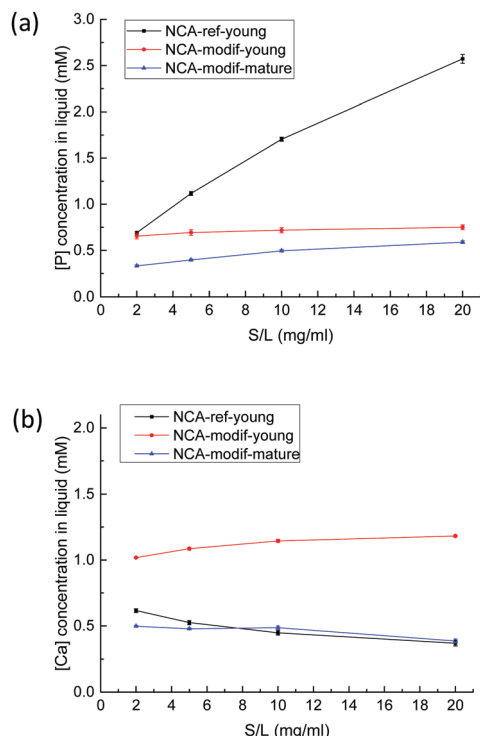 (a)
3.0
2.5
2.0
1.5
1.0
0.5
0.0
[P] concentration in liquid (mM)
NCA-ref-young
NCA-modif-young
NCA-modif-mature
0 2 4 6 8 10 12 14 16 18 20
S/L (mg/ml)
(b)
2.0
1.5
1.0
0.5
0.0
[Ca] concentration in liquid (mM)
NCA-ref-young
NCA-modif-young
NCA-modif-mature
0 2 4 6 8 10 12 14 16 18 20
S/L (mg/ml)